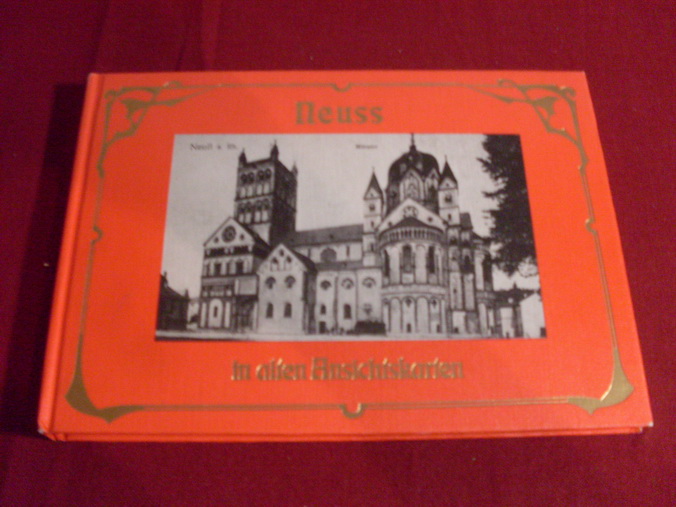 Neuss
Neuß a. Rh.
Münster
in alten Ansichtskarten